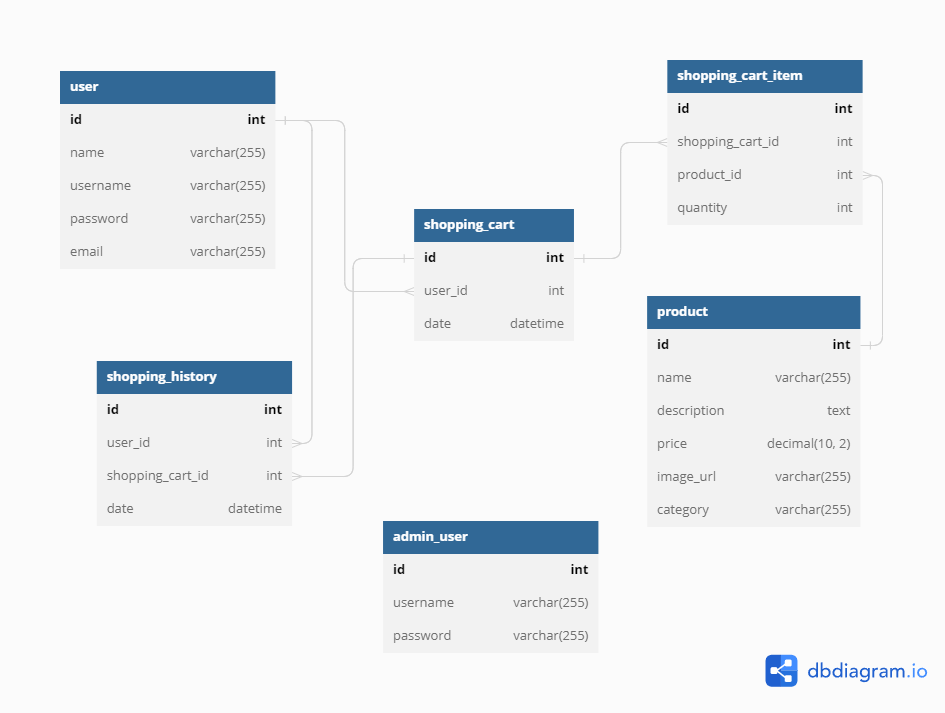 user
id int
name varchar(255)
username varchar(255)
password varchar(255)
email varchar(255)
shopping_cart_item
id int
shopping_cart_id int
product_id int
quantity int
shopping_cart
id int
user_id int
date datetime
product
id int
name varchar(255)
description text
price decimal(10, 2)
image_url varchar(255)
category varchar(255)
shopping_history
id int
user_id int
shopping_cart_id int
date datetime
admin_user
id int
username varchar(255)
password varchar(255)
dbdiagram.io